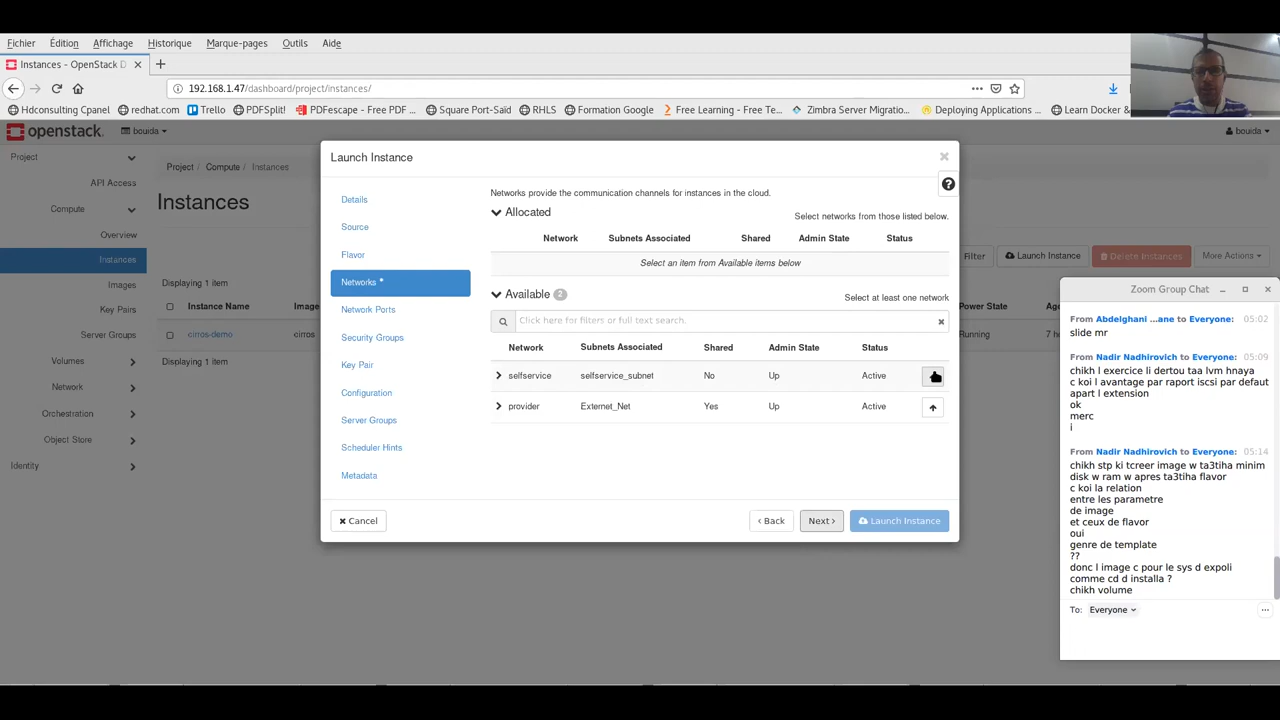 Fichier Édition Affichage Historique Marque-pages Outils Aide
Instances - OpenStack D
192.168.1.47/dashboard/project/instances/
Hdconsulting Cpanel redhat.com Trello PDFSplit! PDFescape - Free PDF ... Square Port-Saïd RHLS Formation Google Free Learning - Free Te... Zimbra Server Migratio... Deploying Applications ... Learn Docker &
openstack. bouida bouida
Project
API Access
Compute
Overview
Instances
Images
Key Pairs
Server Groups
Volumes
Network
Orchestration
Object Store
Identity
Project / Compute / Instances
Instances
Filter Launch Instance Delete Instances More Actions
Displaying 1 item
Instance Name Image Power State Age
cirros-demo cirros Running 7 h
Displaying 1 item
Launch Instance
Details
Source
Flavor
Networks *
Network Ports
Security Groups
Key Pair
Configuration
Server Groups
Scheduler Hints
Metadata
Networks provide the communication channels for instances in the cloud.
Allocated
Select networks from those listed below.
Network Subnets Associated Shared Admin State Status
Select an item from Available items below
Available 2
Select at least one network
Click here for filters or full text search.
Network Subnets Associated Shared Admin State Status
selfservice selfservice_subnet No Up Active
provider Externet_Net Yes Up Active
Cancel
Back Next Launch Instance
Zoom Group Chat
From Abdelghani ...ane to Everyone: 05:02
slide mr
From Nadir Nadhirovich to Everyone: 05:09
chikh l exercice li dertou taa lvm hnaya
c koi l avantage par raport iscsi par defaut
apart l extension
ok
merc
i
From Nadir Nadhirovich to Everyone: 05:14
chikh stp ki tcreer image w ta3tiha minim
disk w ram w apres ta3tiha flavor
c koi la relation
entre les parametre
de image
et ceux de flavor
oui
genre de template
??
donc l image c pour le sys d expoli
comme cd d installa ?
chikh volume
To: Everyone